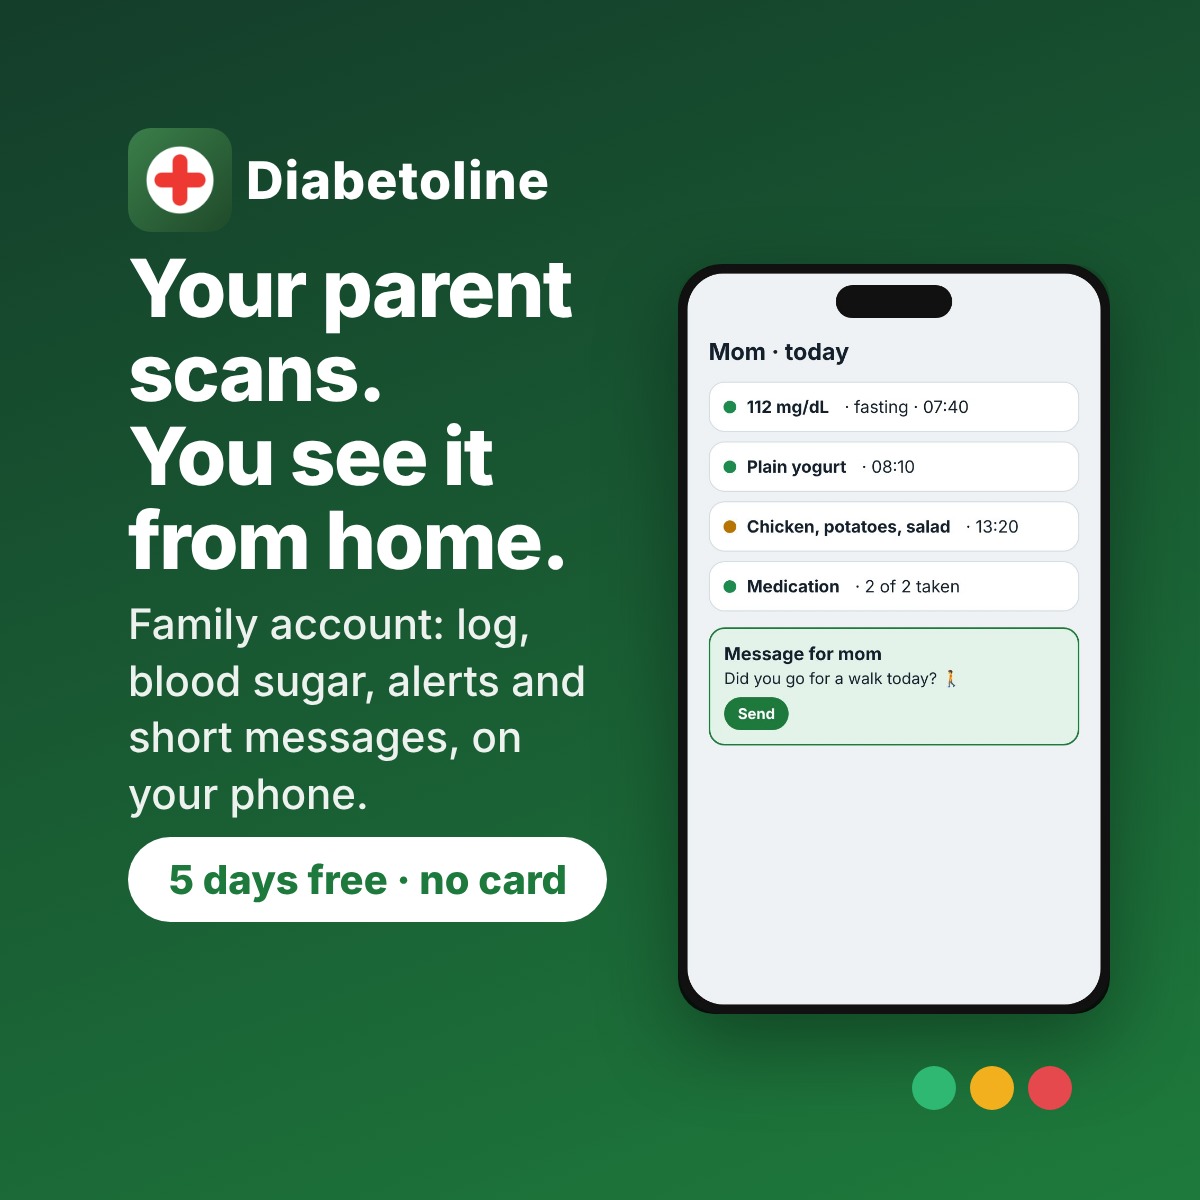 Diabetoline
Your parent
scans.
You see it
from home.
Family account: log,
blood sugar, alerts and
short messages, on
your phone.
5 days free · no card
Mom · today
112 mg/dL · fasting · 07:40
Plain yogurt · 08:10
Chicken, potatoes, salad · 13:20
Medication · 2 of 2 taken
Message for mom
Did you go for a walk today? 🚶
Send